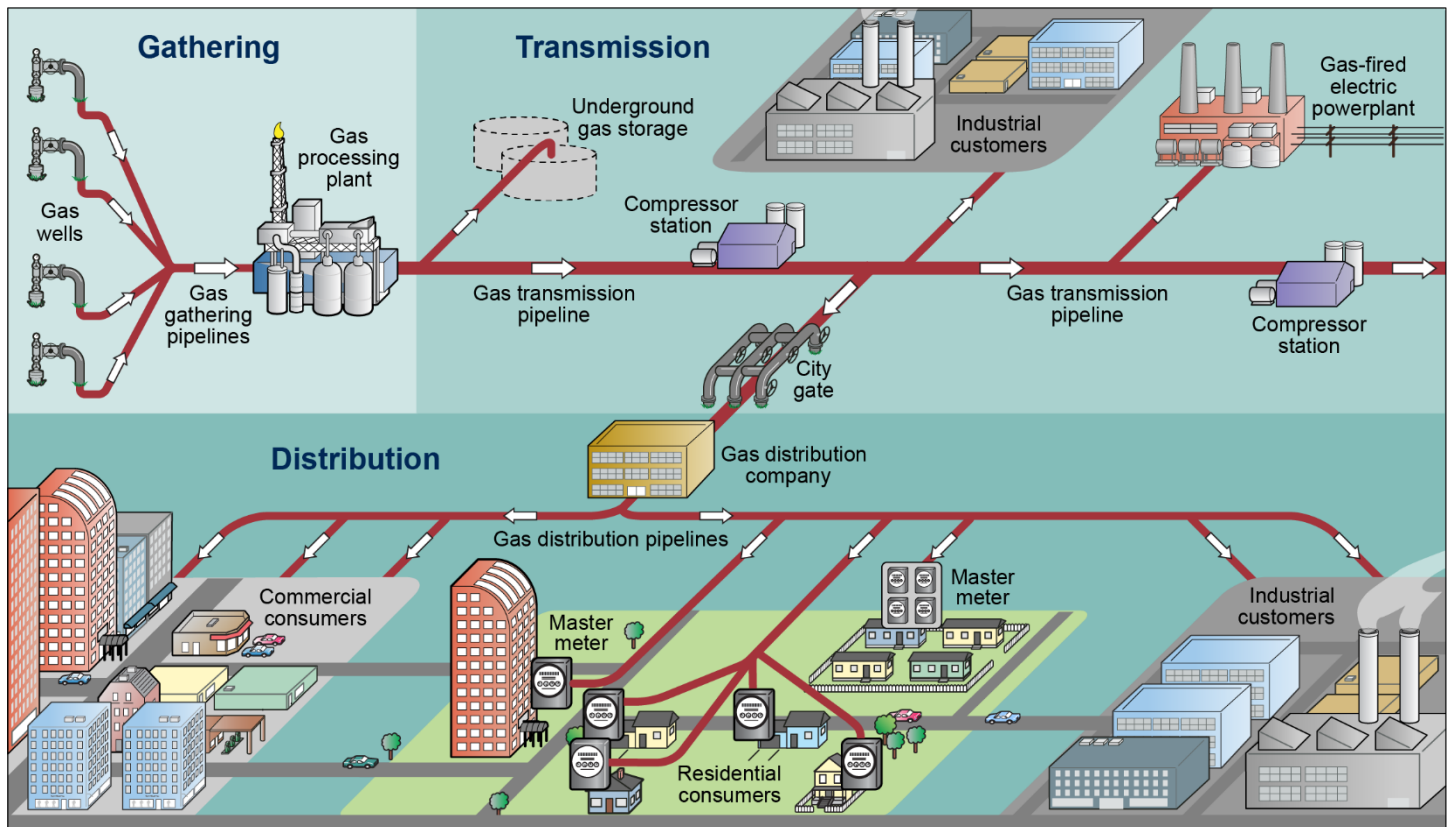 Gathering
Transmission
Gas
wells
Gas
gathering
pipelines
Gas
processing
plant
Underground
gas storage
Gas transmission
pipeline
Compressor
station
Industrial
customers
Gas-fired
electric
powerplant
Gas transmission
pipeline
Compressor
station
City
gate
Distribution
Gas distribution
company
Gas distribution pipelines
Commercial
consumers
Master
meter
Master
meter
Residential
consumers
Industrial
customers